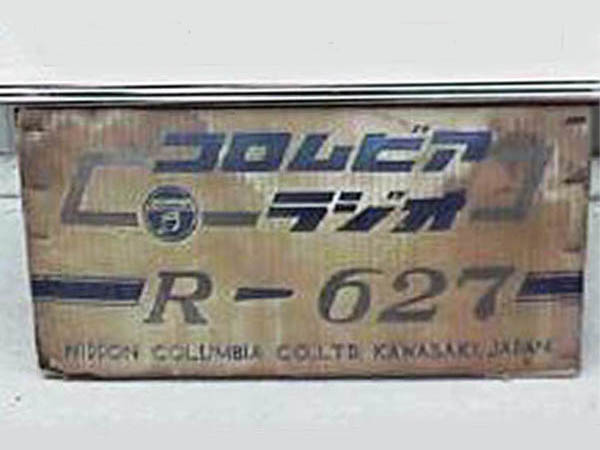 コロムビア
ラジオ
R-627
NIPPON COLUMBIA CO.LTD. KAWASAKI, JAPAN